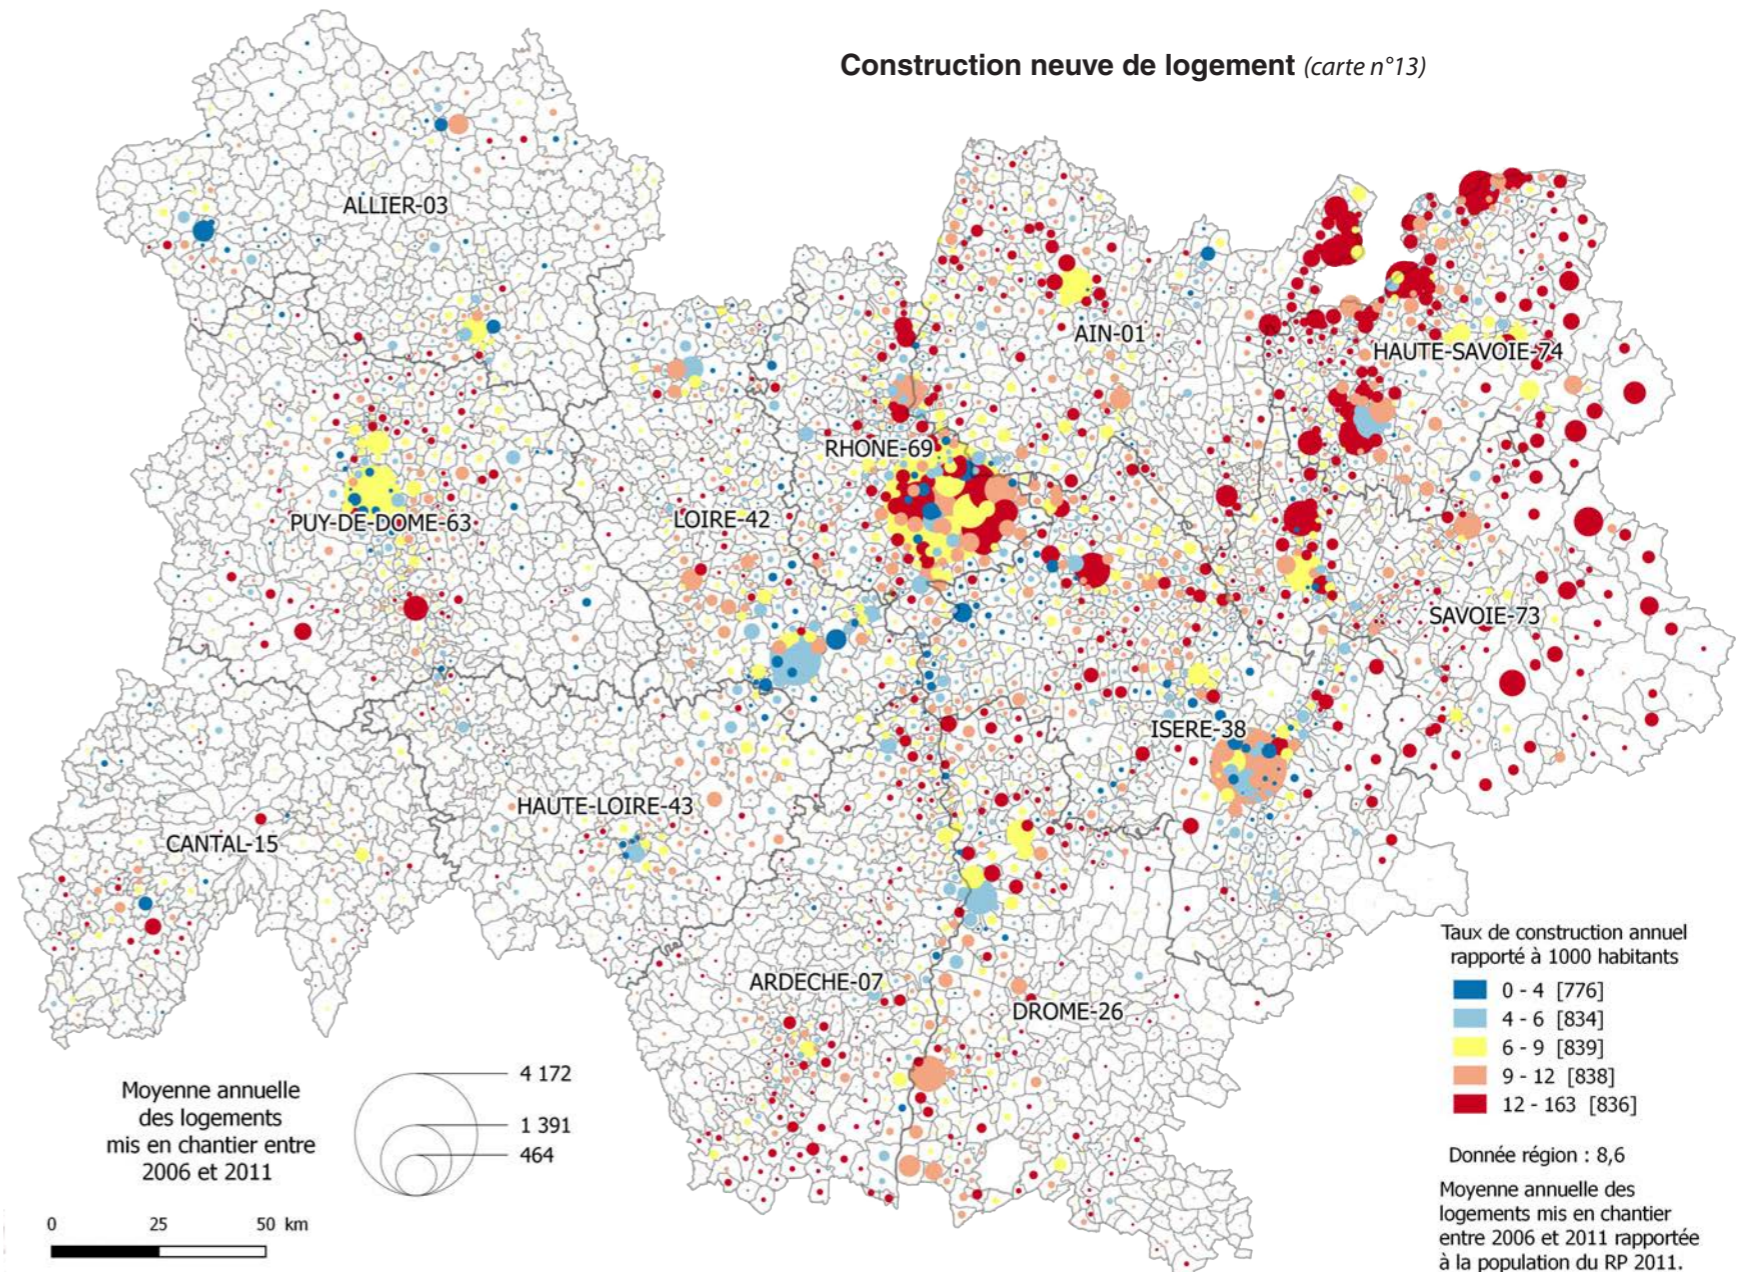 Construction neuve de logement (carte n°13)
ALLIER-03
AIN-01
HAUTE-SAVOIE-74
RHONE-69
PUY-DE-DOME-63
LOIRE-42
SAVOIE-73
ISERE-38
HAUTE-LOIRE-43
CANTAL-15
ARDECHE-07
DROME-26
Moyenne annuelle
des logements
mis en chantier entre
2006 et 2011
4 172
1 391
464
0 25 50 km
Taux de construction annuel
rapporté à 1000 habitants
0 - 4 [776]
4 - 6 [834]
6 - 9 [839]
9 - 12 [838]
12 - 163 [836]
Donnée région : 8,6
Moyenne annuelle des
logements mis en chantier
entre 2006 et 2011 rapportée
à la population du RP 2011.